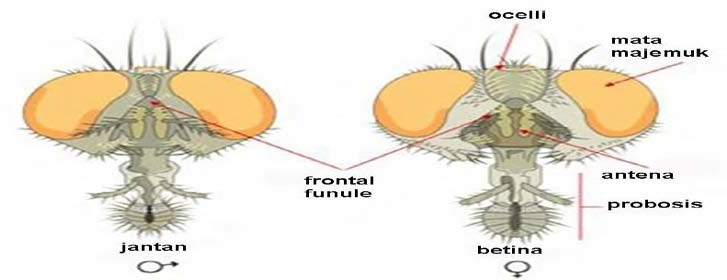 ocelli
mata
majemuk
frontal
funule
antena
probosis
jantan
betina